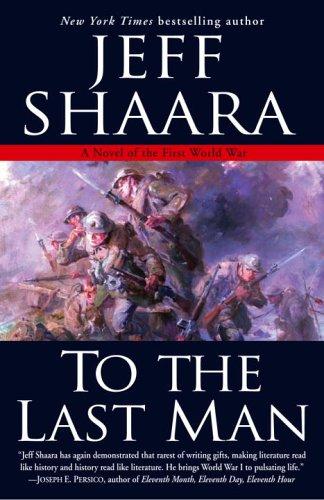 New York Times bestselling author
JEFF
SHAARA
A Novel of the First World War
TO THE
LAST MAN
"Jeff Shaara has again demonstrated that rarest of writing gifts, making literature read
like history and history read like literature. He brings World War I to pulsating life."
—JOSEPH E. PERSICO, author of Eleventh Month, Eleventh Day, Eleventh Hour